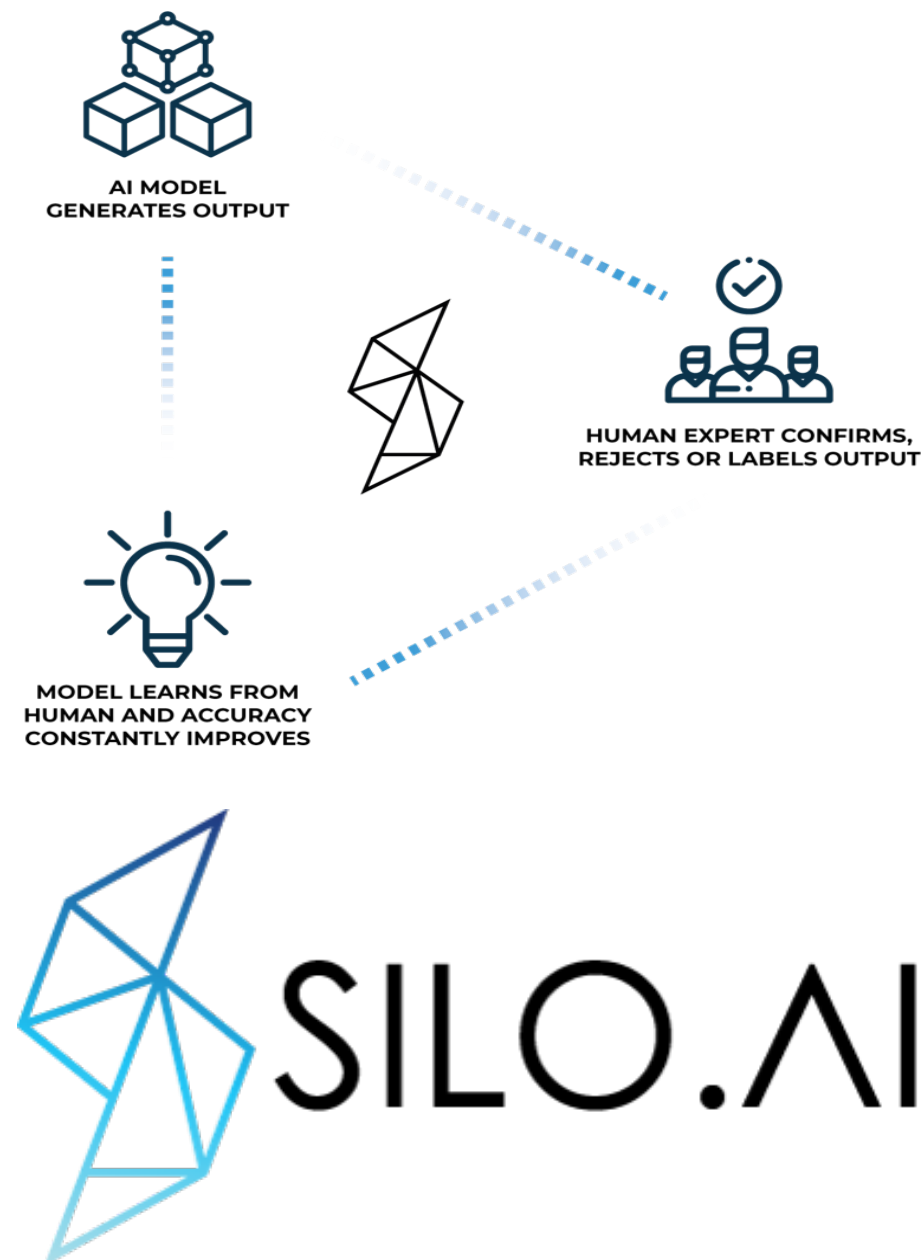 AI MODEL
GENERATES OUTPUT
HUMAN EXPERT CONFIRMS,
REJECTS OR LABELS OUTPUT
MODEL LEARNS FROM
HUMAN AND ACCURACY
CONSTANTLY IMPROVES
SILO.AI